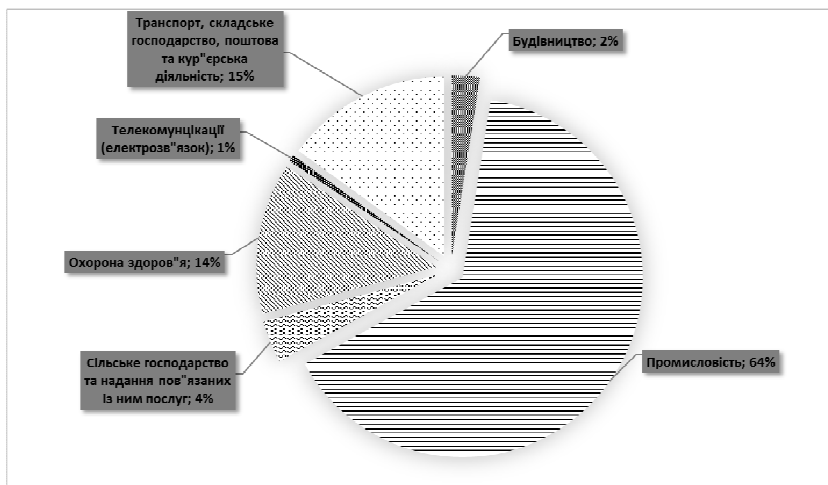 Транспорт, складське
господарство, поштова
та кур"єрська
діяльність; 15%
Будівництво; 2%
Телекомунцікації
(електрозв"язок); 1%
Охорона здоров"я; 14%
Сільське господарство
та надання пов"язаних
із ним послуг; 4%
Промисловість; 64%